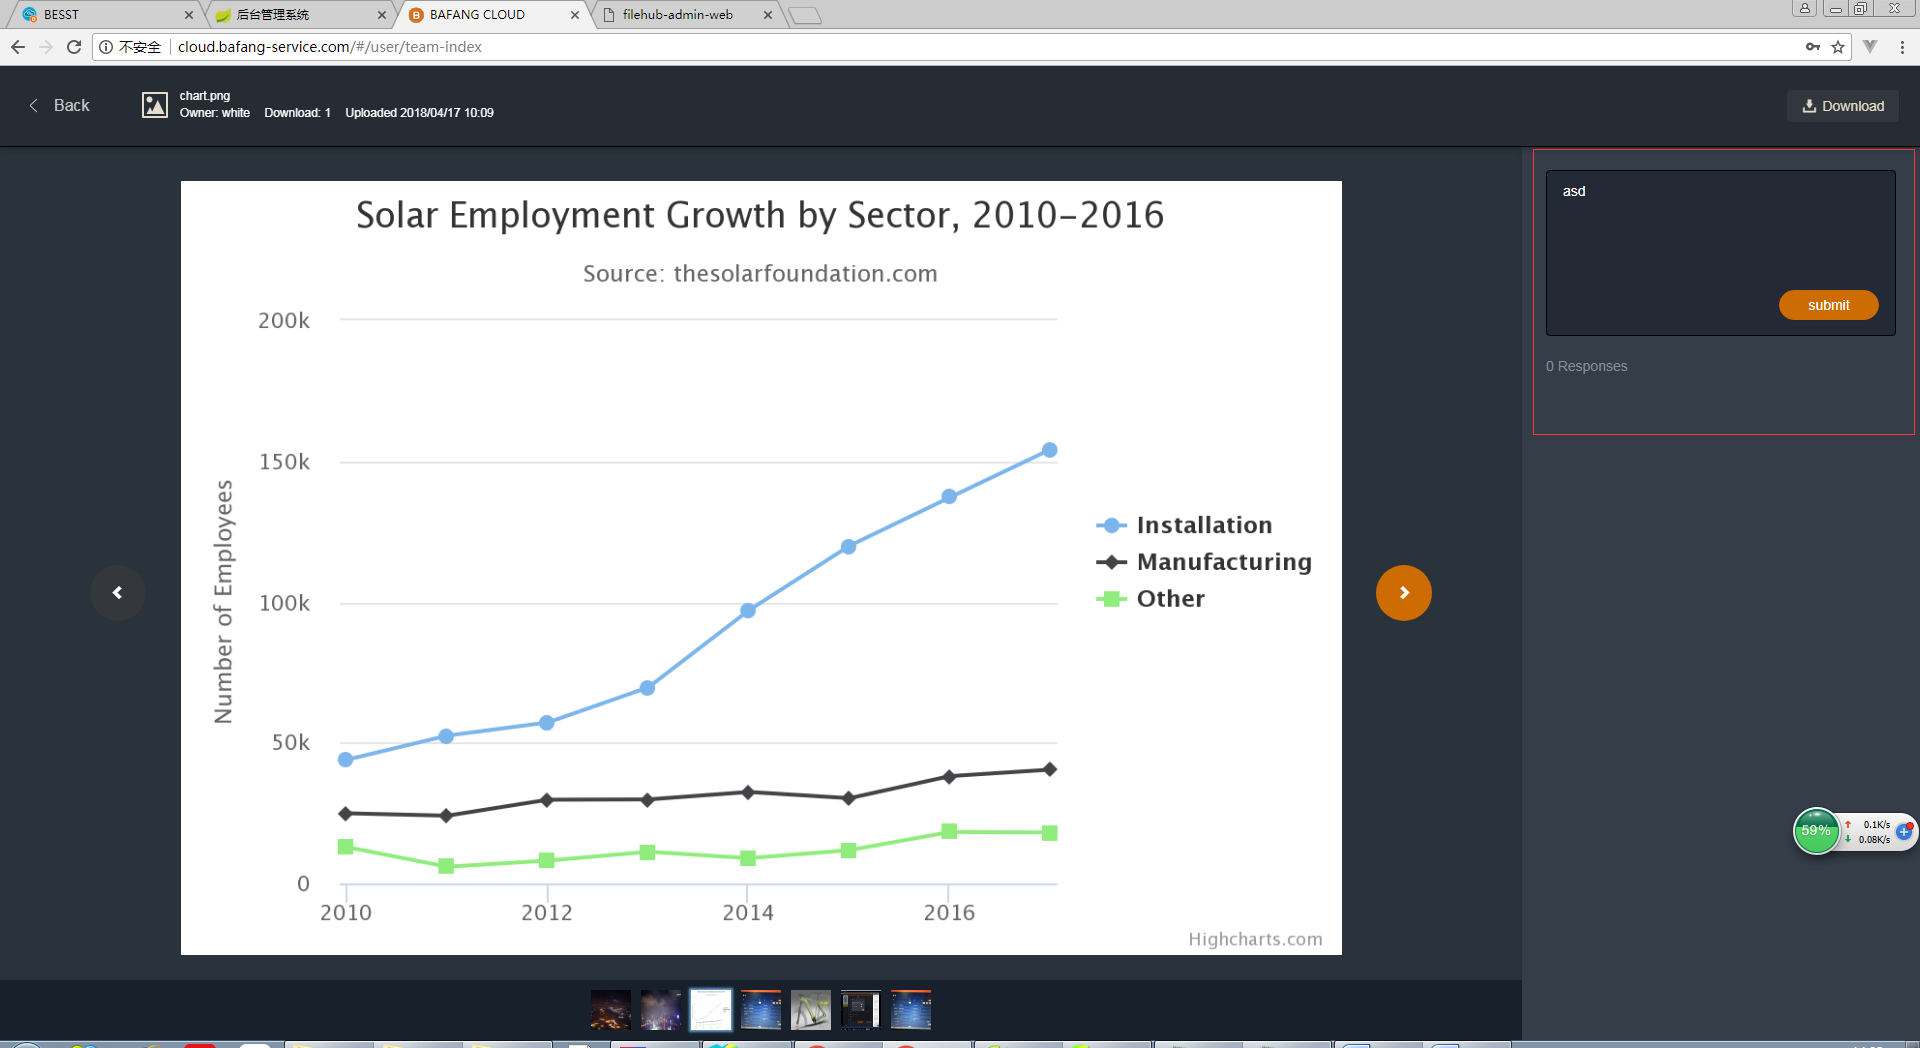 BESST
后台管理系统
BAFANG CLOUD
filehub-admin-web
不安全
cloud.bafang-service.com/#/user/team-index
Back
chart.png
Owner: white Download: 1 Uploaded 2018/04/17 10:09
Download
Solar Employment Growth by Sector, 2010-2016
Source: thesolarfoundation.com
200k
150k
100k
50k
0
Number of Employees
2010
2012
2014
2016
Installation
Manufacturing
Other
Highcharts.com
asd
submit
0 Responses
59%
0.1K/s
0.08K/s